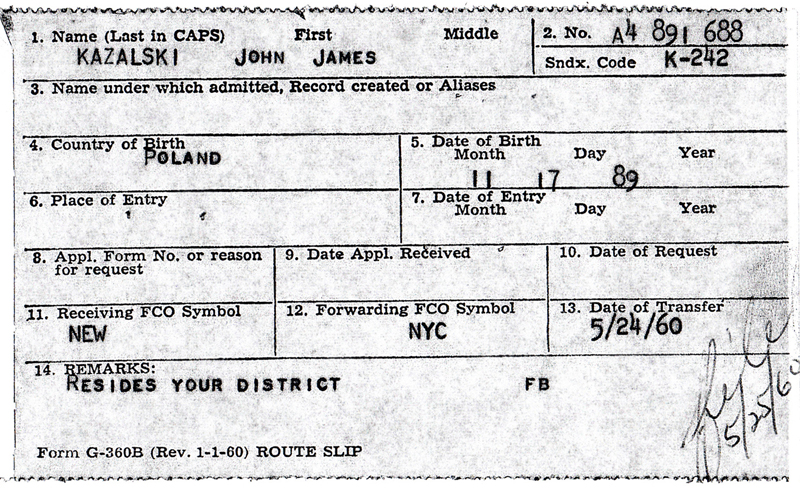 1. Name (Last in CAPS) First Middle
KAZALSKI JOHN JAMES
2. No. A4 891 688
Sndx. Code K-242
3. Name under which admitted, Record created or Aliases
4. Country of Birth
POLAND
5. Date of Birth
Month Day Year
11 17 89
6. Place of Entry
7. Date of Entry
Month Day Year
8. Appl. Form No. or reason
for request
9. Date Appl. Received
10. Date of Request
11. Receiving FCO Symbol
NEW
12. Forwarding FCO Symbol
NYC
13. Date of Transfer
5/24/60
14. REMARKS:
RESIDES YOUR DISTRICT FB
5/25/60
Form G-360B (Rev. 1-1-60) ROUTE SLIP